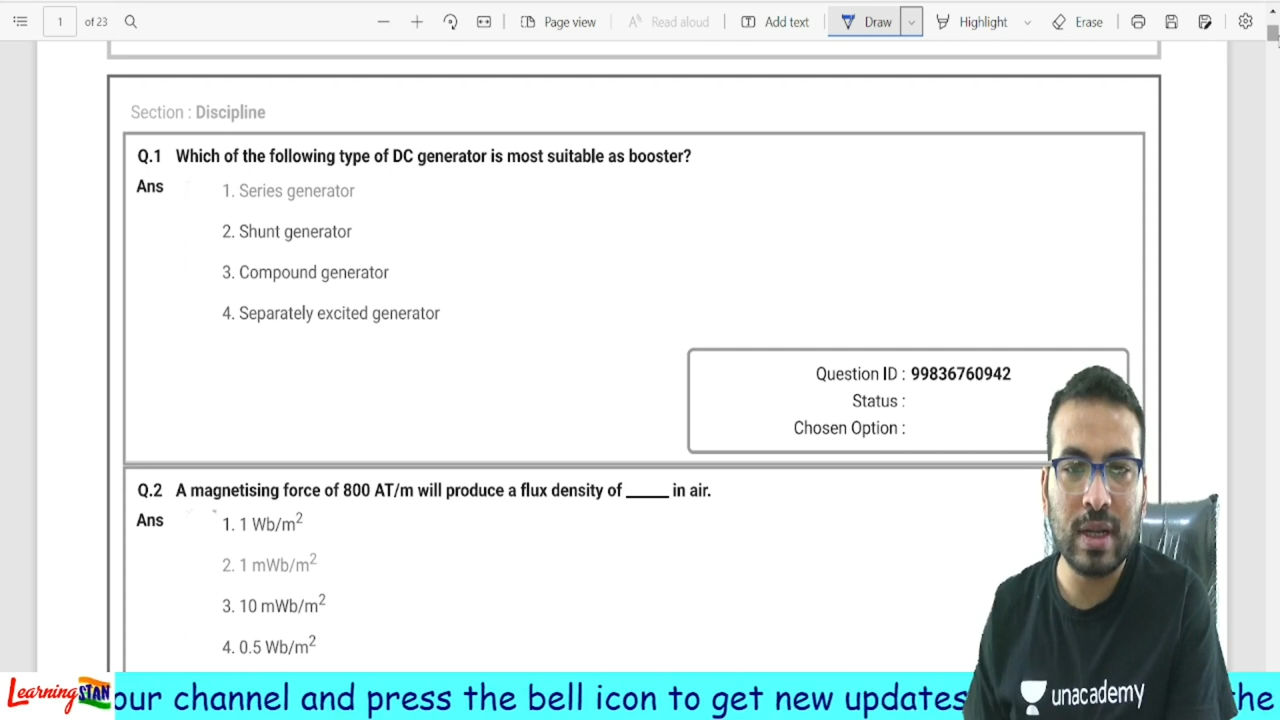 1 of 23 Page view Read aloud Add text Draw Highlight Erase
Section : Discipline
Q.1 Which of the following type of DC generator is most suitable as booster?
Ans
1. Series generator
2. Shunt generator
3. Compound generator
4. Separately excited generator
Question ID : 99836760942
Status :
Chosen Option :
Q.2 A magnetising force of 800 AT/m will produce a flux density of _____ in air.
Ans
1. 1 Wb/m²
2. 1 mWb/m²
3. 10 mWb/m²
4. 0.5 Wb/m²
unacademy
Learning STAN
our channel and press the bell icon to get new updates
the